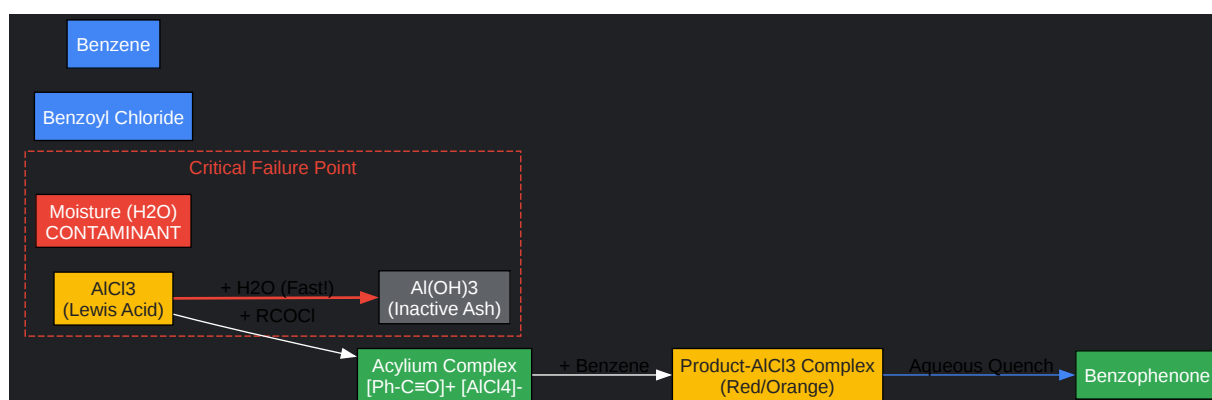 Benzene
Benzoyl Chloride
Critical Failure Point
Moisture (H2O)
CONTAMINANT
AlCl3
(Lewis Acid)
+ H2O (Fast!)
+ RCOCl
Al(OH)3
(Inactive Ash)
Acylium Complex
[Ph-C≡O]+ [AlCl4]-
+ Benzene
Product-AlCl3 Complex
(Red/Orange)
Aqueous Quench
Benzophenone